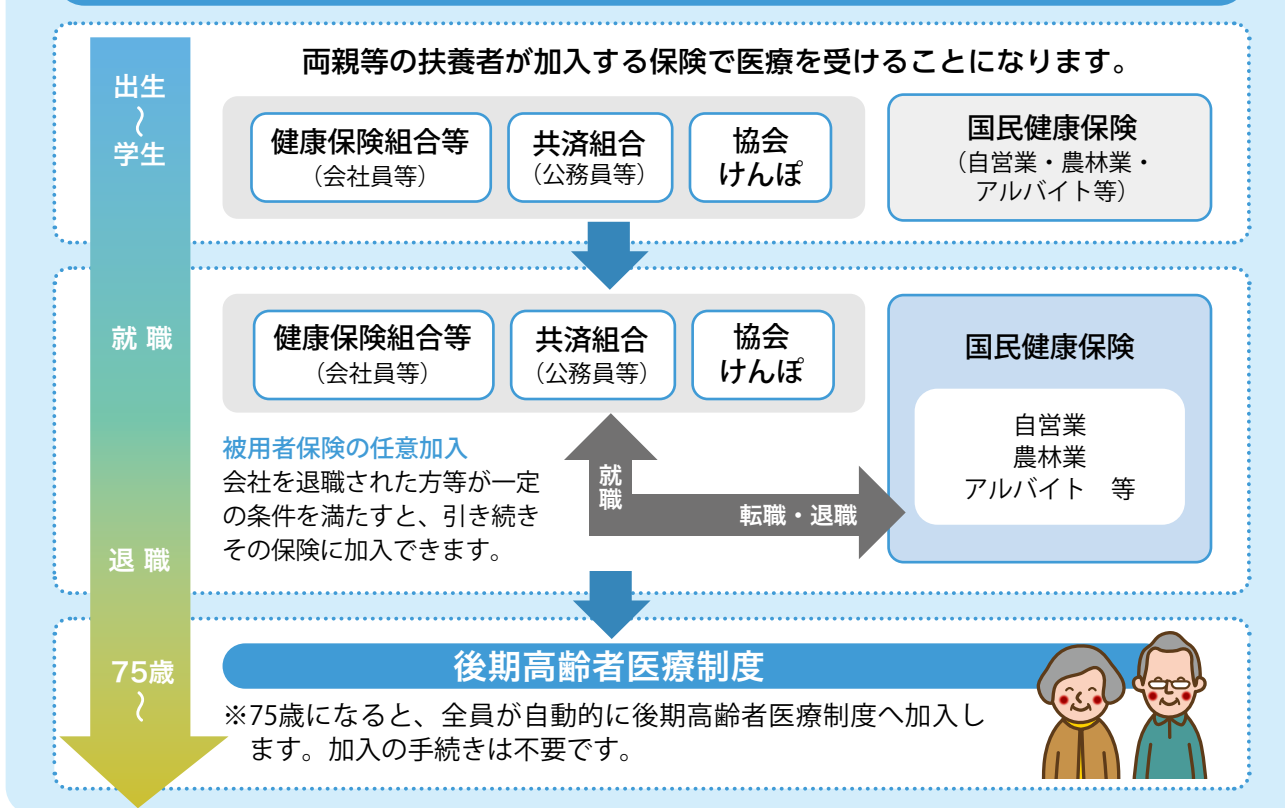 出生
〜
学生
両親等の扶養者が加入する保険で医療を受けることになります。
健康保険組合等
（会社員等）
共済組合
（公務員等）
協会
けんぽ
国民健康保険
（自営業・農林業・
アルバイト等）
就 職
健康保険組合等
（会社員等）
共済組合
（公務員等）
協会
けんぽ
国民健康保険
自営業
農林業
アルバイト　等
被用者保険の任意加入
会社を退職された方等が一定
の条件を満たすと、引き続き
その保険に加入できます。
就
職
転職・退職
退 職
75歳
〜
後期高齢者医療制度
※75歳になると、全員が自動的に後期高齢者医療制度へ加入し
ます。加入の手続きは不要です。